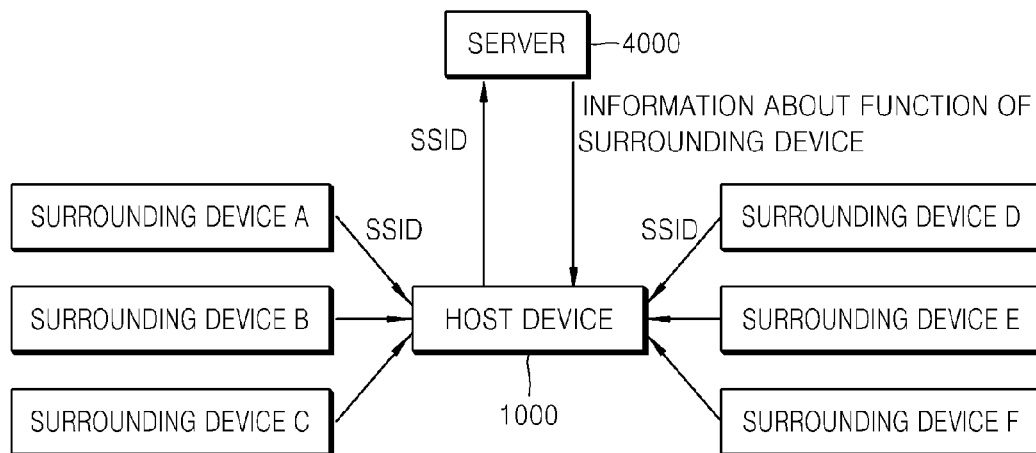 SERVER
4000
SSID
INFORMATION ABOUT FUNCTION OF
SURROUNDING DEVICE
SURROUNDING DEVICE A
SSID
SSID
SURROUNDING DEVICE D
SURROUNDING DEVICE B
HOST DEVICE
SURROUNDING DEVICE E
SURROUNDING DEVICE C
1000
SURROUNDING DEVICE F